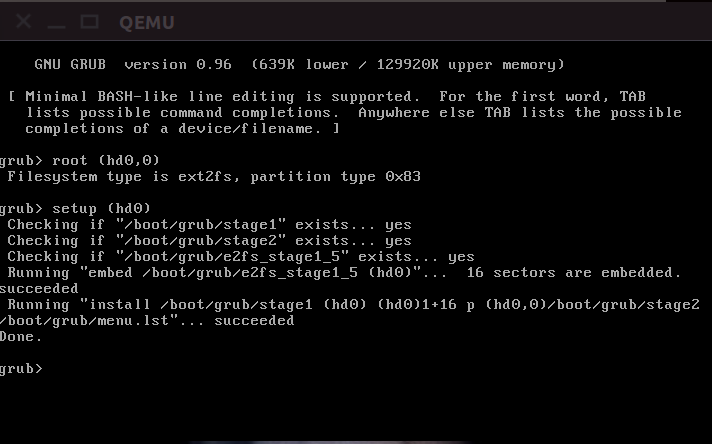 QEMU
GNU GRUB version 0.96 (639K lower / 129920K upper memory)
[ Minimal BASH-like line editing is supported. For the first word, TAB
lists possible command completions. Anywhere else TAB lists the possible
completions of a device/filename. ]
grub> root (hd0,0)
Filesystem type is ext2fs, partition type 0x83
grub> setup (hd0)
Checking if "/boot/grub/stage1" exists... yes
Checking if "/boot/grub/stage2" exists... yes
Checking if "/boot/grub/e2fs_stage1_5" exists... yes
Running "embed /boot/grub/e2fs_stage1_5 (hd0)"... 16 sectors are embedded.
succeeded
Running "install /boot/grub/stage1 (hd0) (hd0)1+16 p (hd0,0)/boot/grub/stage2
/boot/grub/menu.lst"... succeeded
Done.
grub>